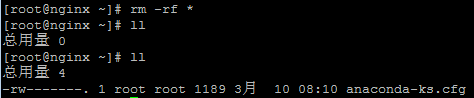 [root@nginx ~]# rm -rf *
[root@nginx ~]# ll
总用量 0
[root@nginx ~]# ll
总用量 4
-rw-------. 1 root root 1189 3月  10 08:10 anaconda-ks.cfg